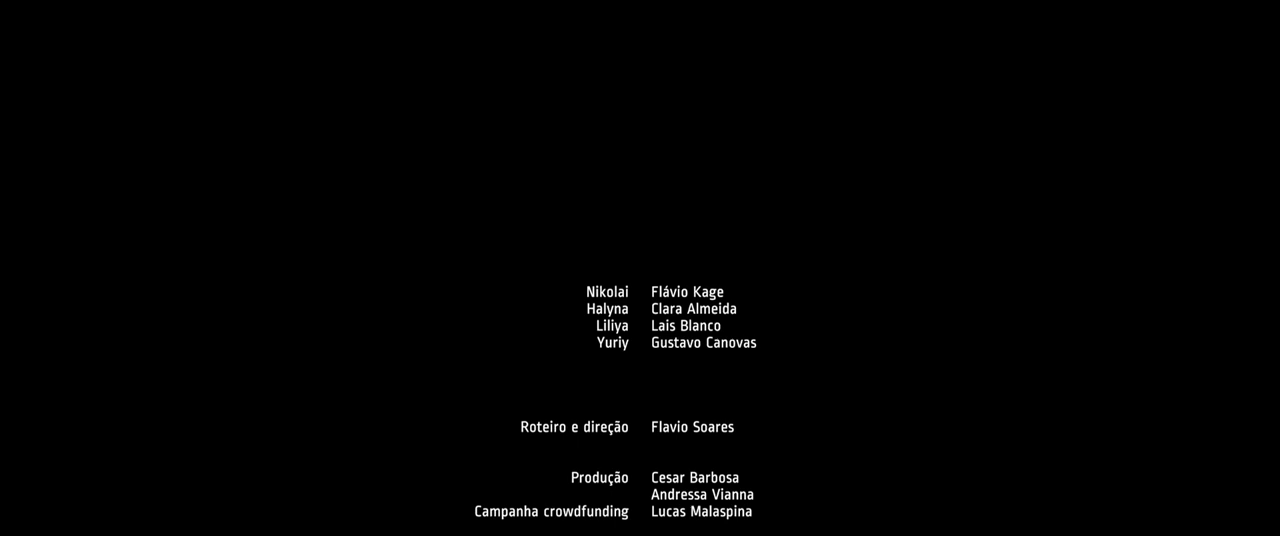 Nikolai Flávio Kage
Halyna Clara Almeida
Liliya Lais Blanco
Yuriy Gustavo Canovas
Roteiro e direção Flavio Soares
Produção Cesar Barbosa
Andressa Vianna
Campanha crowdfunding Lucas Malaspina